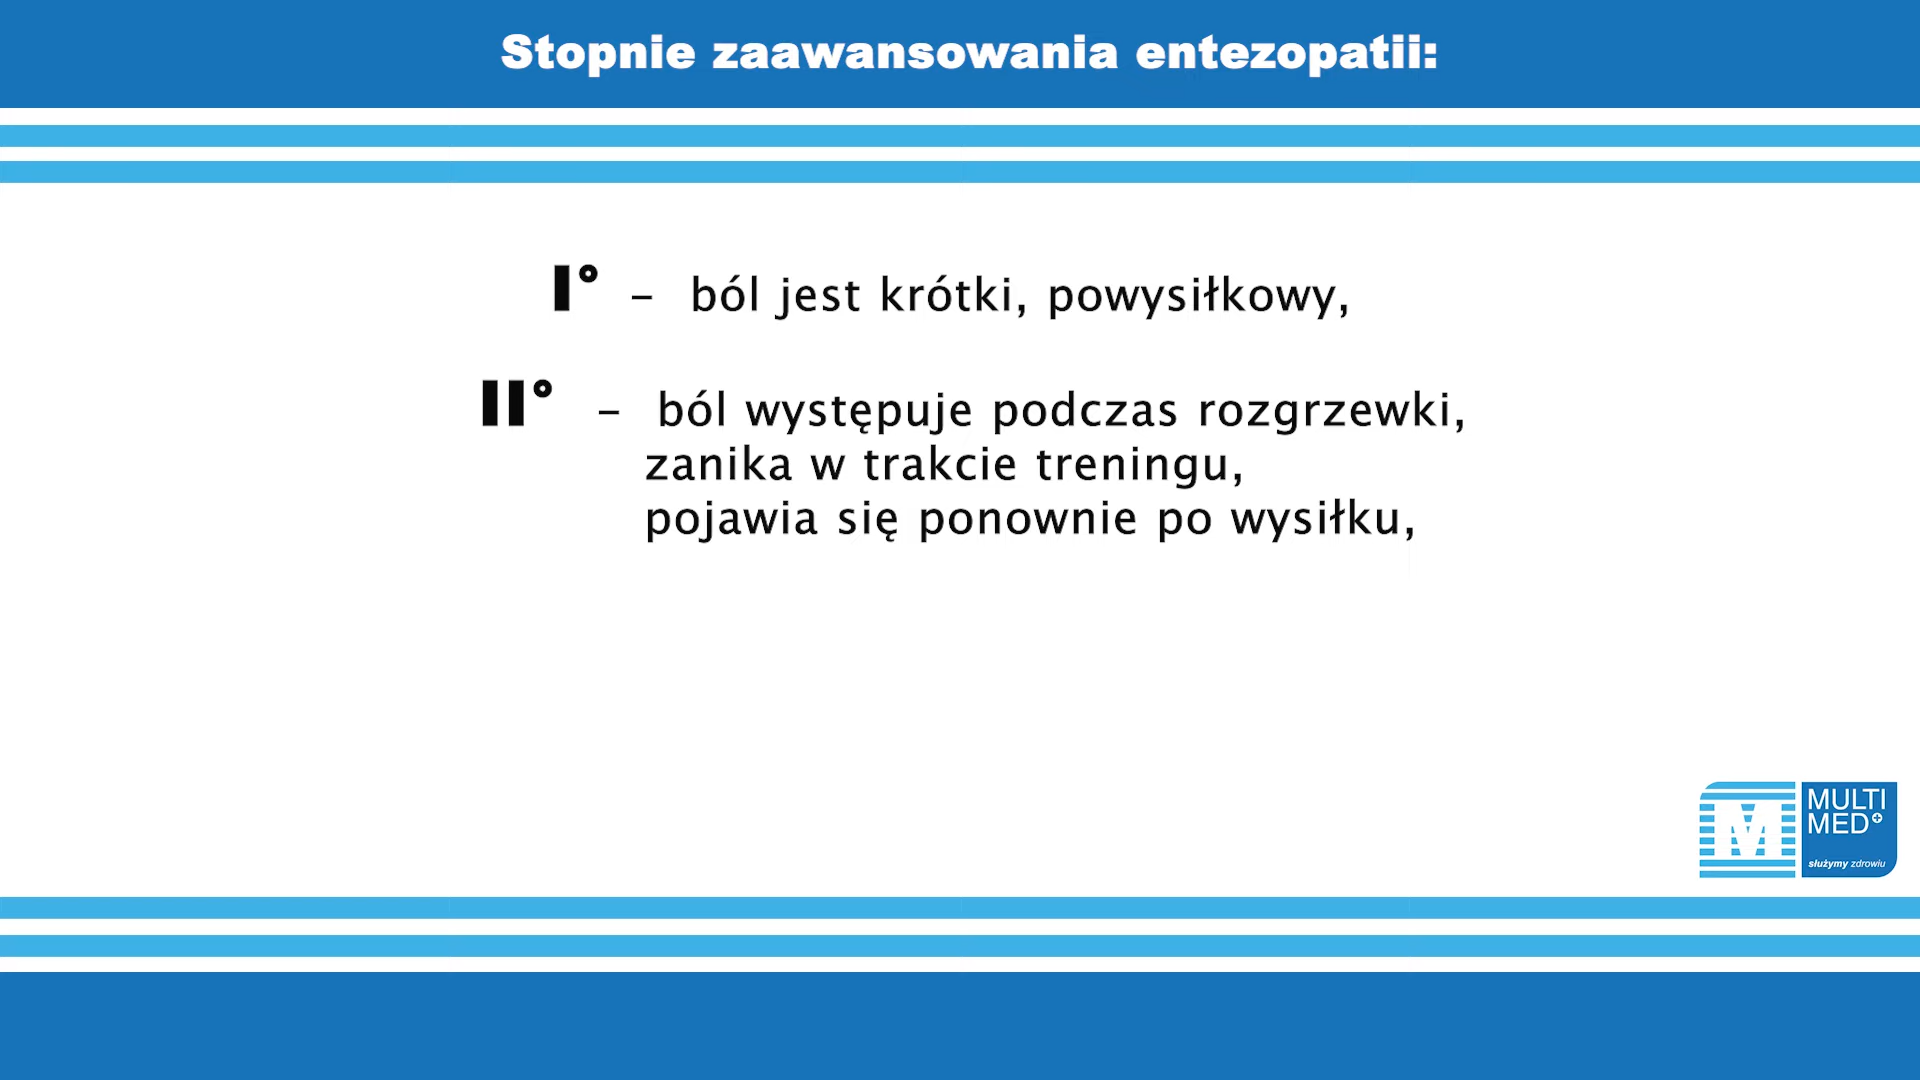 Stopnie zaawansowania entezopatii:
I° – ból jest krótki, powysiłkowy,
II° – ból występuje podczas rozgrzewki,
zanika w trakcie treningu,
pojawia się ponownie po wysiłku,
M
MULTI
MED
służymy zdrowiu